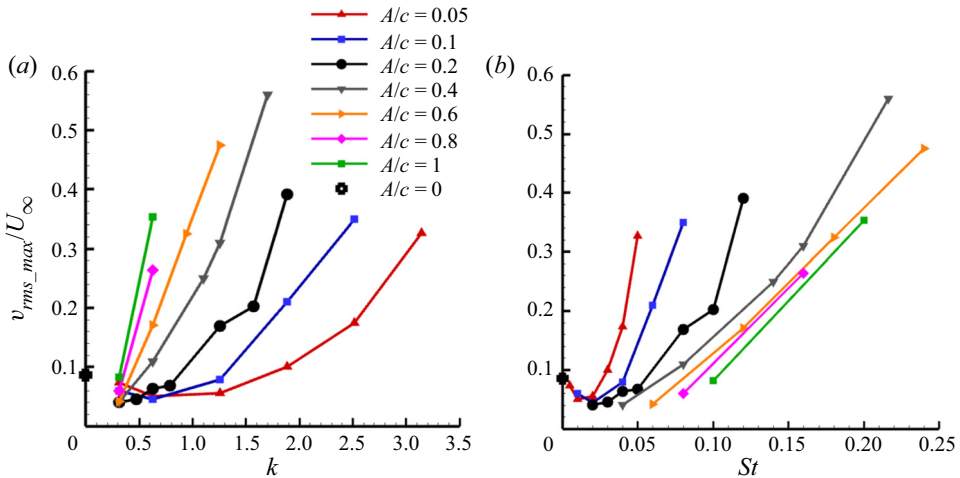 A/c = 0.05
A/c = 0.1
A/c = 0.2
A/c = 0.4
A/c = 0.6
A/c = 0.8
A/c = 1
A/c = 0
(a)
0.6
0.5
0.4
0.3
0.2
0.1
0 0.5 1.0 1.5 2.0 2.5 3.0 3.5
k
v_{rms_max}/U_∞
(b)
0.6
0.5
0.4
0.3
0.2
0.1
0 0.05 0.10 0.15 0.20 0.25
St